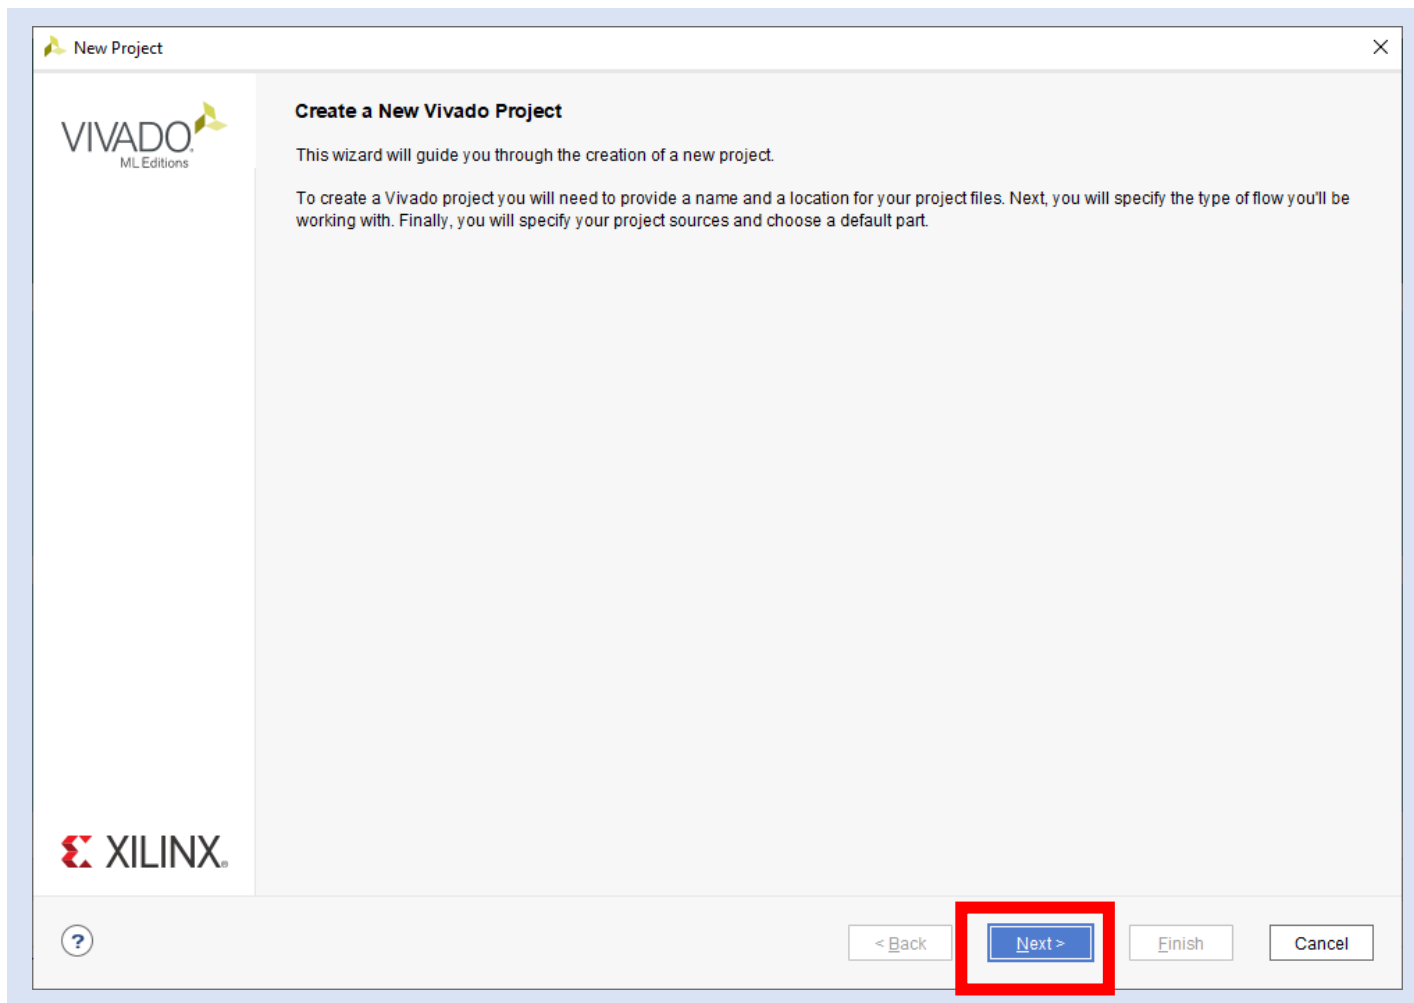 New Project
VIVADO.
ML Editions
Create a New Vivado Project
This wizard will guide you through the creation of a new project.
To create a Vivado project you will need to provide a name and a location for your project files. Next, you will specify the type of flow you'll be
working with. Finally, you will specify your project sources and choose a default part.
XILINX®
?
< Back
Next >
Finish
Cancel